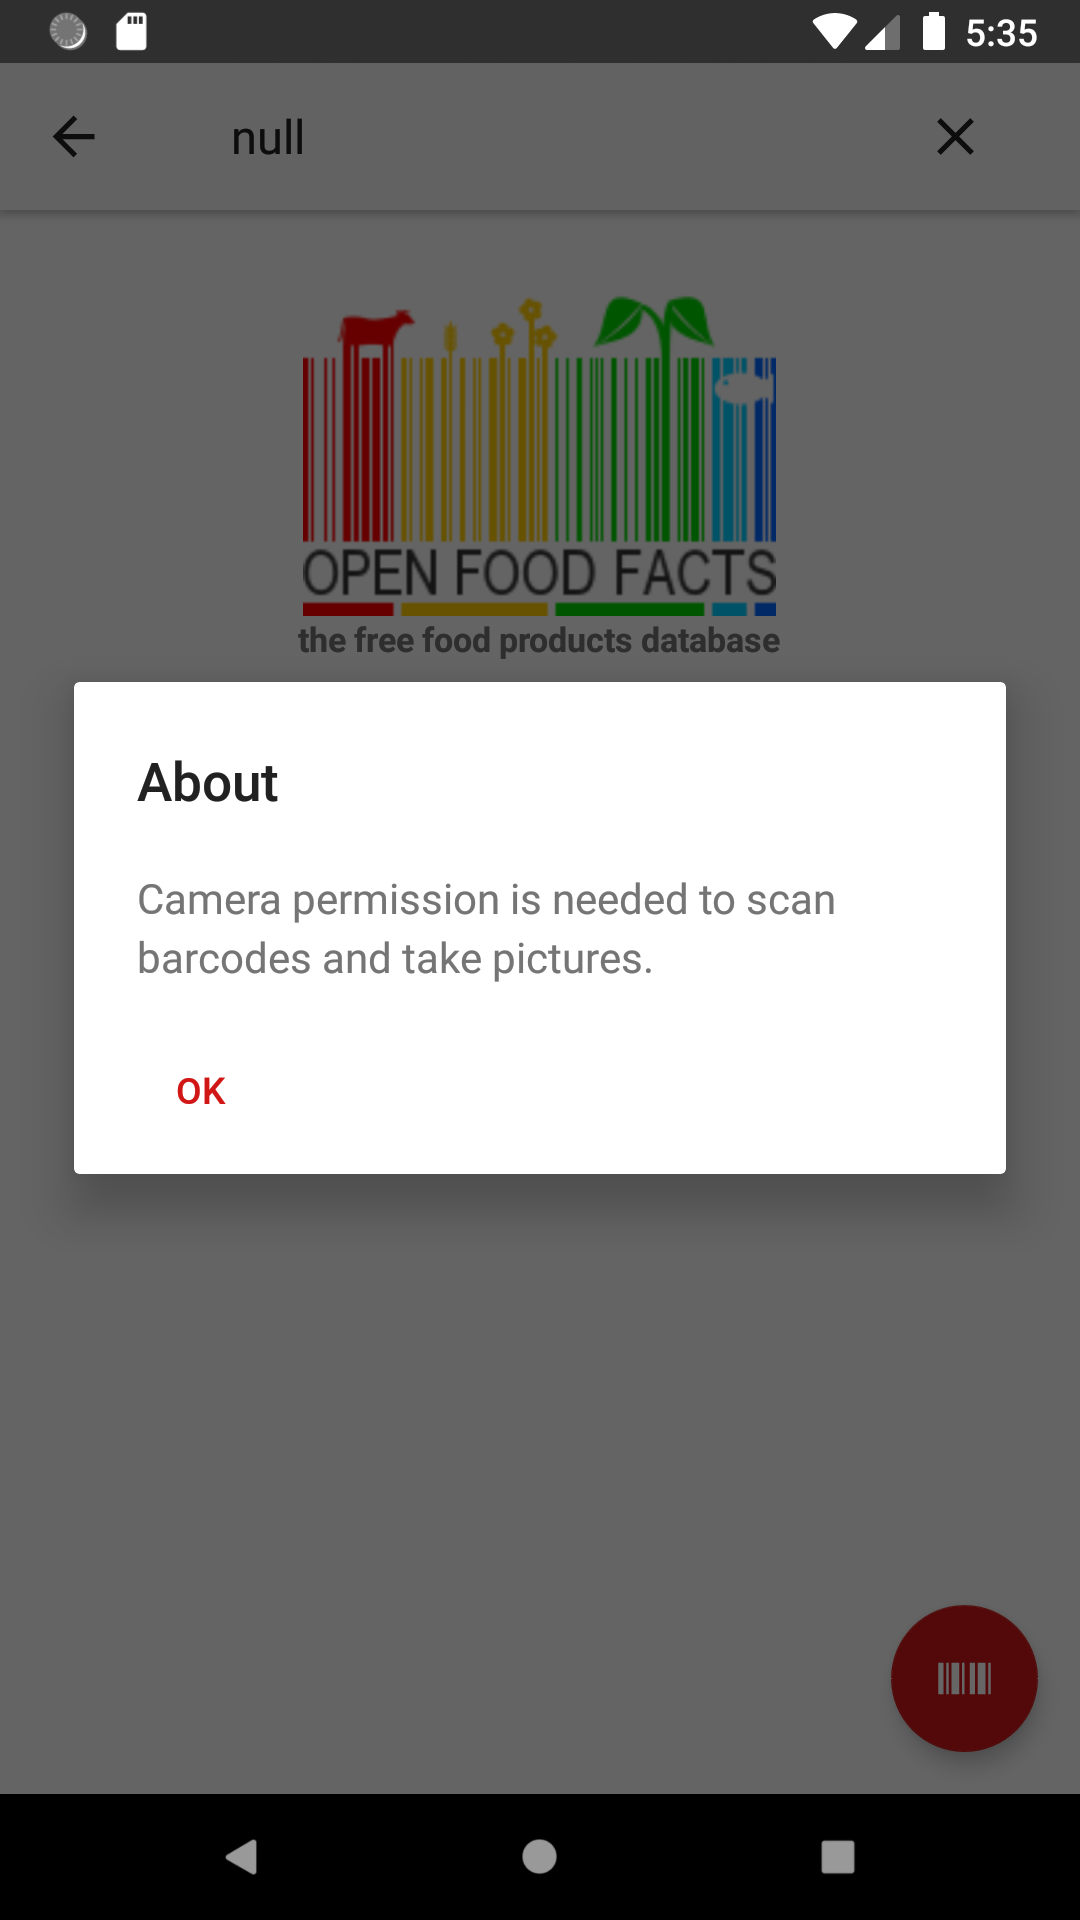 5:35
null
OPEN FOOD FACTS
the free food products database
About
Camera permission is needed to scan
barcodes and take pictures.
OK